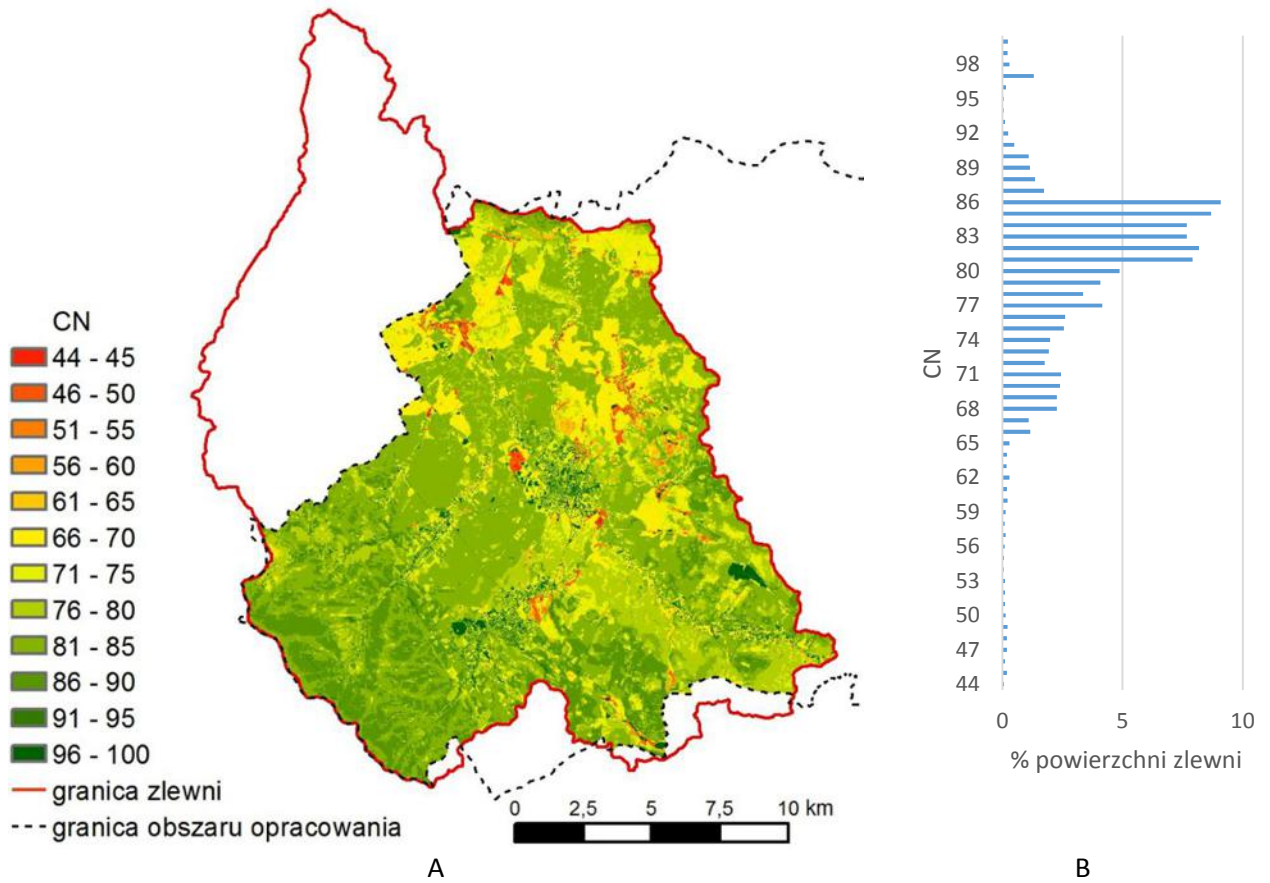 CN
44 - 45
46 - 50
51 - 55
56 - 60
61 - 65
66 - 70
71 - 75
76 - 80
81 - 85
86 - 90
91 - 95
96 - 100
granica zlewni
granica obszaru opracowania
0 2,5 5 7,5 10 km
A
98
95
92
89
86
83
80
77
74
71
68
65
62
59
56
53
50
47
44
CN
0 5 10
% powierzchni zlewni
B